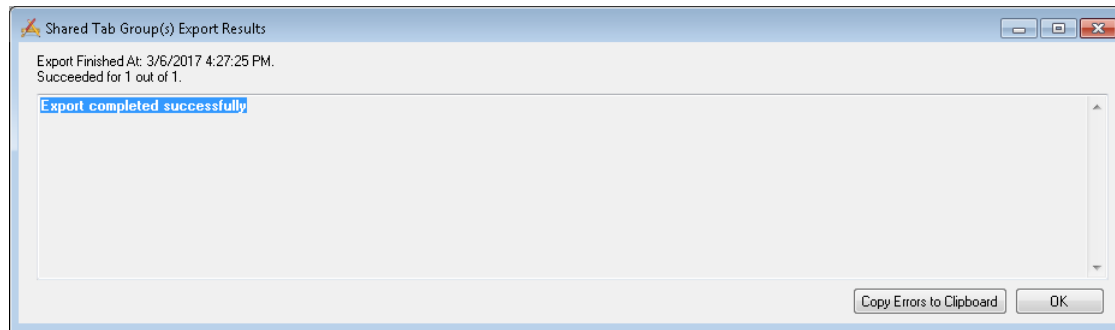 Shared Tab Group(s) Export Results
Export Finished At: 3/6/2017 4:27:25 PM.
Succeeded for 1 out of 1.
Export completed successfully
Copy Errors to Clipboard
OK